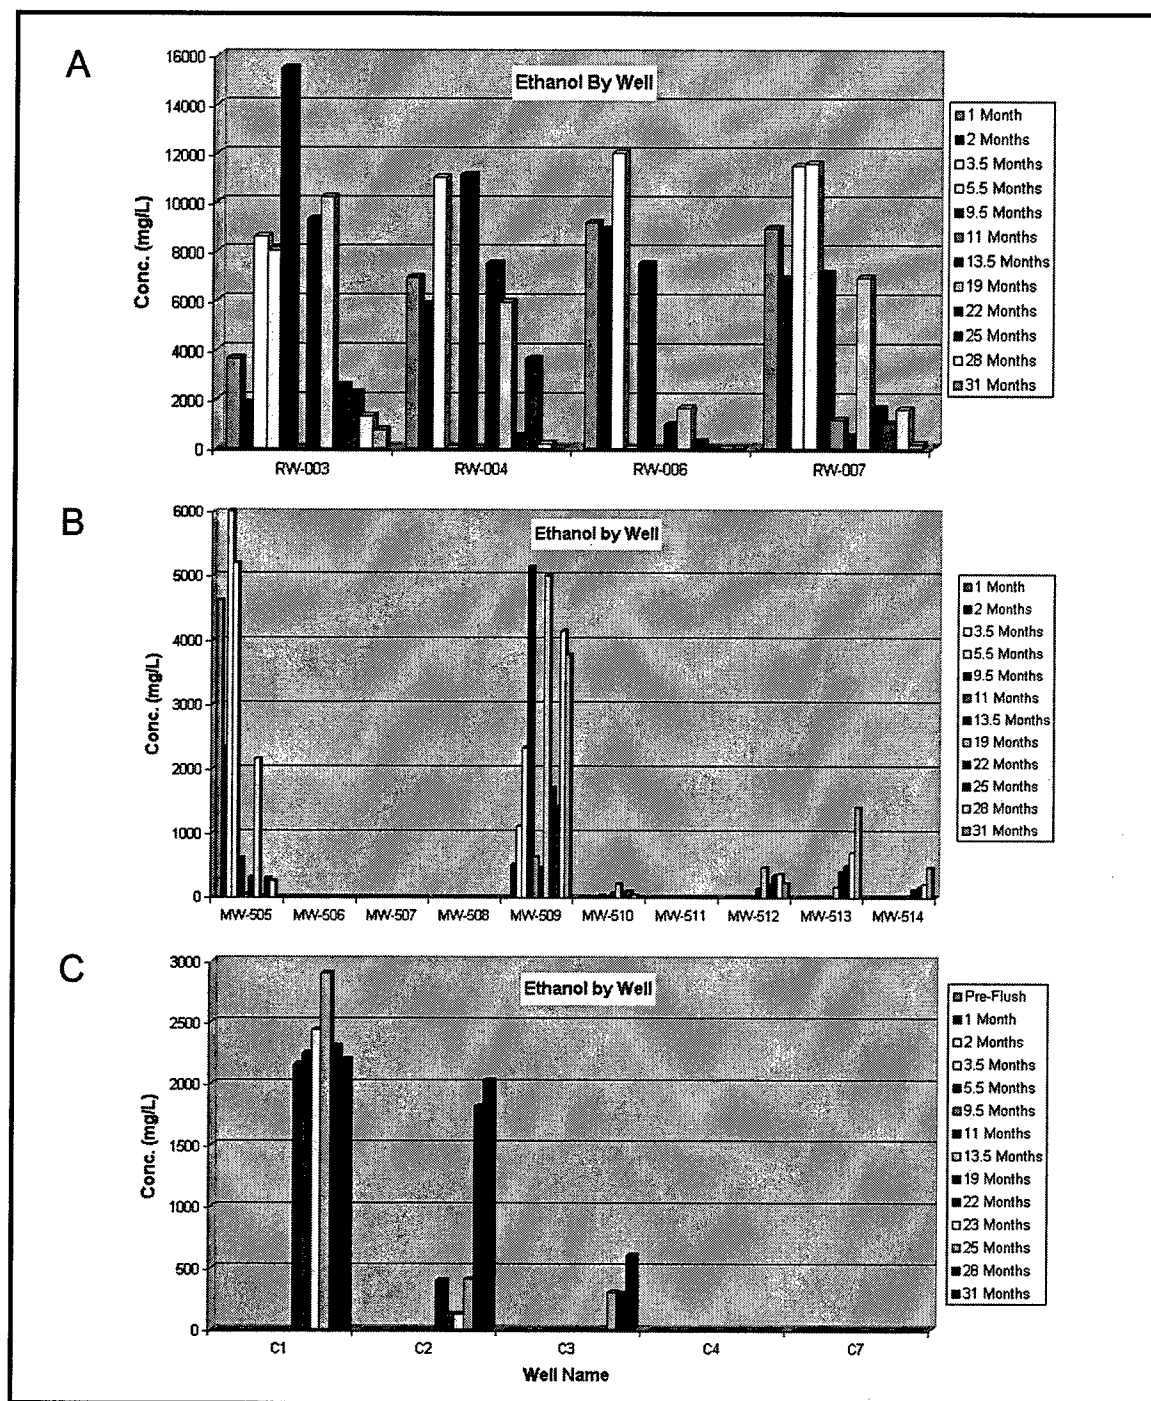 A
Ethanol By Well
Conc. (mg/L)
16000
14000
12000
10000
8000
6000
4000
2000
0
RW-003 RW-004 RW-006 RW-007
1 Month
2 Months
3.5 Months
5.5 Months
9.5 Months
11 Months
13.5 Months
19 Months
22 Months
25 Months
28 Months
31 Months
B
Ethanol by Well
Conc. (mg/L)
6000
5000
4000
3000
2000
1000
0
MW-505 MW-506 MW-507 MW-508 MW-509 MW-510 MW-511 MW-512 MW-513 MW-514
1 Month
2 Months
3.5 Months
5.5 Months
9.5 Months
11 Months
13.5 Months
19 Months
22 Months
25 Months
28 Months
31 Months
C
Ethanol by Well
Conc. (mg/L)
3000
2500
2000
1500
1000
500
0
C1 C2 C3 C4 C7
Well Name
Pre-Flush
1 Month
2 Months
3.5 Months
5.5 Months
9.5 Months
11 Months
13.5 Months
19 Months
22 Months
23 Months
25 Months
28 Months
31 Months